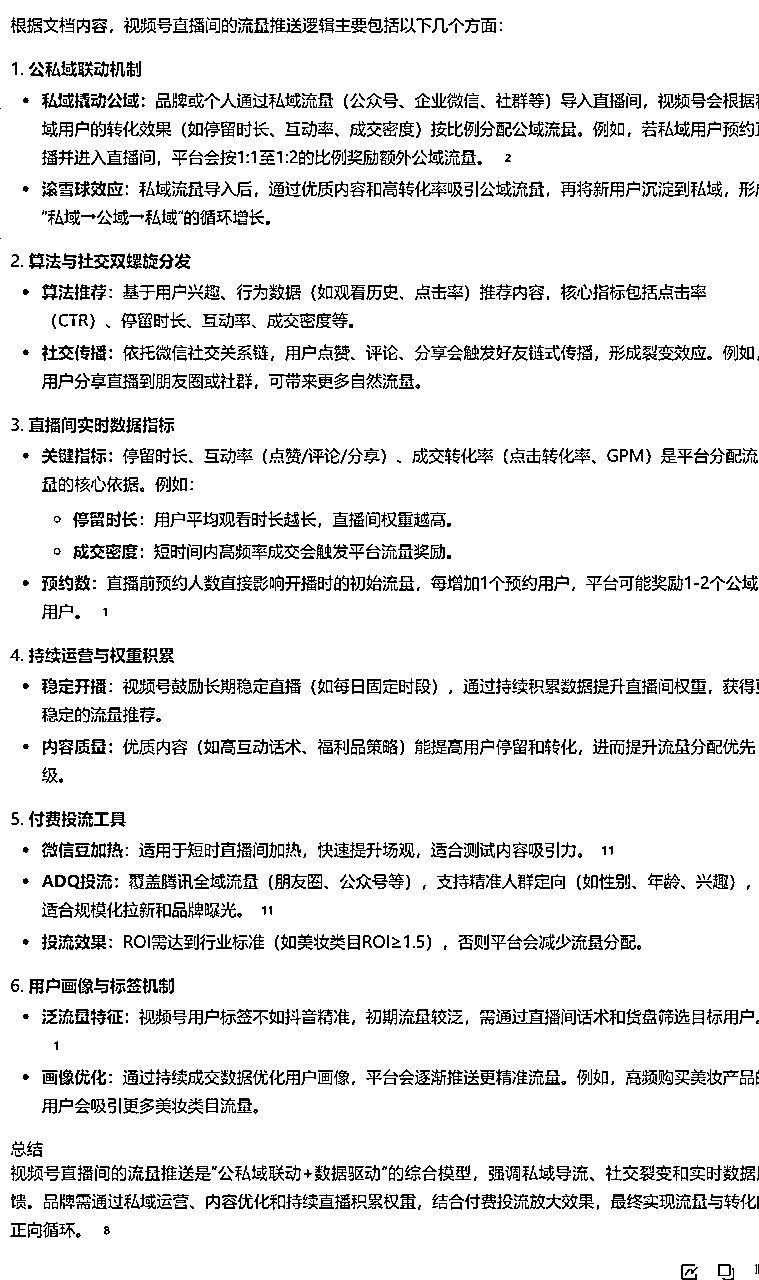 根据文档内容，视频号直播间的流量推送逻辑主要包括以下几个方面：
1. 公私域联动机制
• 私域撬动公域：品牌或个人通过私域流量（公众号、企业微信、社群等）导入直播间，视频号会根据私
域用户的转化效果（如停留时长、互动率、成交密度）按比例分配公域流量。例如，若私域用户预约直
播并进入直播间，平台会按1:1至1:2的比例奖励额外公域流量。 2
• 滚雪球效应：私域流量导入后，通过优质内容和高转化率吸引公域流量，再将新用户沉淀到私域，形成
“私域→公域→私域”的循环增长。
2. 算法与社交双螺旋分发
• 算法推荐：基于用户兴趣、行为数据（如观看历史、点击率）推荐内容，核心指标包括点击率
（CTR）、停留时长、互动率、成交密度等。
• 社交传播：依托微信社交关系链，用户点赞、评论、分享会触发好友链式传播，形成裂变效应。例如，
用户分享直播到朋友圈或社群，可带来更多自然流量。
3. 直播间实时数据指标
• 关键指标：停留时长、互动率（点赞/评论/分享）、成交转化率（点击转化率、GPM）是平台分配流
量的核心依据。例如：
◦ 停留时长：用户平均观看时长越长，直播间权重越高。
◦ 成交密度：短时间内高频率成交会触发平台流量奖励。
• 预约数：直播前预约人数直接影响开播时的初始流量，每增加1个预约用户，平台可能奖励1-2个公域
用户。 1
4. 持续运营与权重积累
• 稳定开播：视频号鼓励长期稳定直播（如每日固定时段），通过持续积累数据提升直播间权重，获得更
稳定的流量推荐。
• 内容质量：优质内容（如高互动话术、福利品策略）能提高用户停留和转化，进而提升流量分配优先
级。
5. 付费投流工具
• 微信豆加热：适用于短时直播间加热，快速提升场观，适合测试内容吸引力。 11
• ADQ投流：覆盖腾讯全域流量（朋友圈、公众号等），支持精准人群定向（如性别、年龄、兴趣），
适合规模化拉新和品牌曝光。 11
• 投流效果：ROI需达到行业标准（如美妆类目ROI≥1.5），否则平台会减少流量分配。
6. 用户画像与标签机制
• 泛流量特征：视频号用户标签不如抖音精准，初期流量较泛，需通过直播间话术和货盘筛选目标用户。
1
• 画像优化：通过持续成交数据优化用户画像，平台会逐渐推送更精准流量。例如，高频购买美妆产品的
用户会吸引更多美妆类目流量。
总结
视频号直播间的流量推送是“公私域联动+数据驱动”的综合模型，强调私域导流、社交裂变和实时数据反
馈。品牌需通过私域运营、内容优化和持续直播积累权重，结合付费投流放大效果，最终实现流量与转化的
正向循环。 8